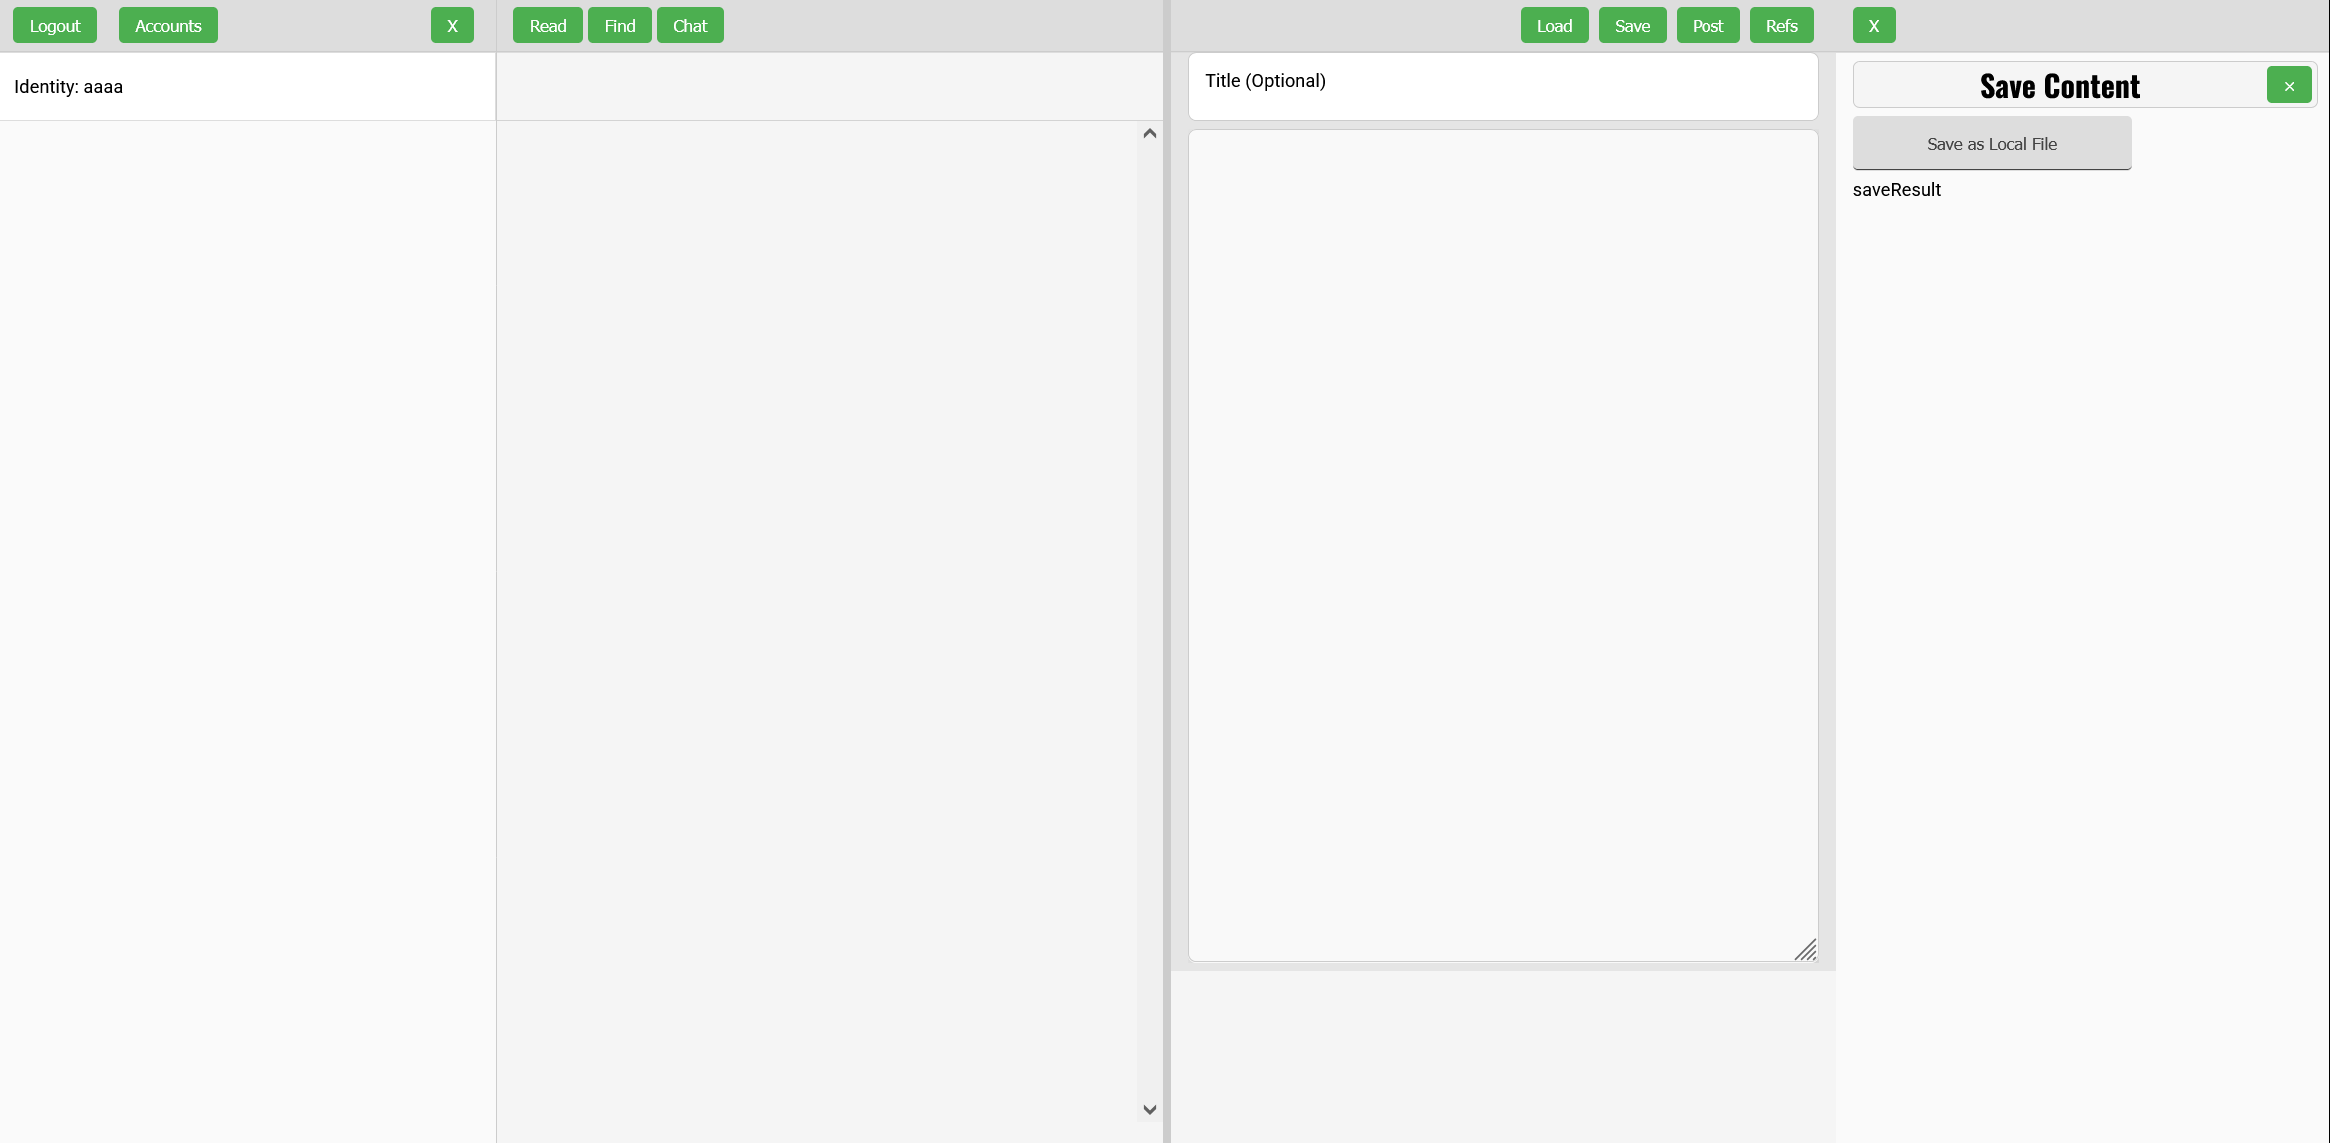 Logout Accounts X Read Find Chat Load Save Post Refs X
Identity: aaaa
Title (Optional)
Save Content ×
Save as Local File
saveResult